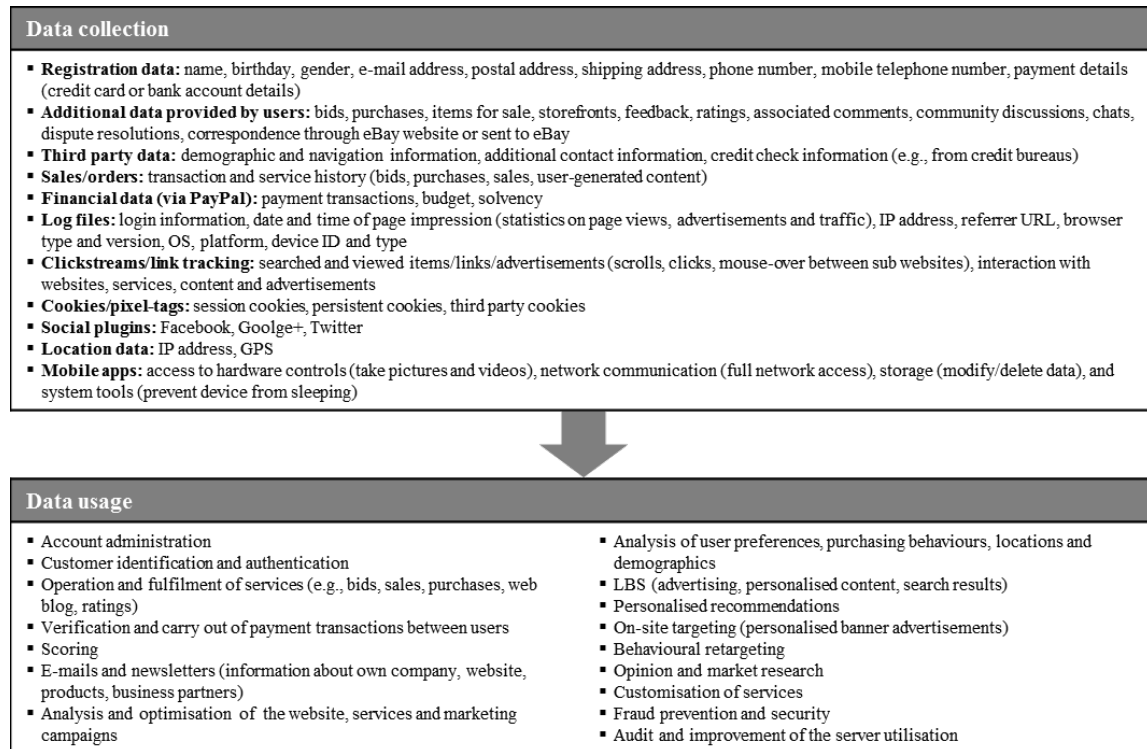 Data collection
▪ Registration data: name, birthday, gender, e-mail address, postal address, shipping address, phone number, mobile telephone number, payment details
(credit card or bank account details)
▪ Additional data provided by users: bids, purchases, items for sale, storefronts, feedback, ratings, associated comments, community discussions, chats,
dispute resolutions, correspondence through eBay website or sent to eBay
▪ Third party data: demographic and navigation information, additional contact information, credit check information (e.g., from credit bureaus)
▪ Sales/orders: transaction and service history (bids, purchases, sales, user-generated content)
▪ Financial data (via PayPal): payment transactions, budget, solvency
▪ Log files: login information, date and time of page impression (statistics on page views, advertisements and traffic), IP address, referrer URL, browser
type and version, OS, platform, device ID and type
▪ Clickstreams/link tracking: searched and viewed items/links/advertisements (scrolls, clicks, mouse-over between sub websites), interaction with
websites, services, content and advertisements
▪ Cookies/pixel-tags: session cookies, persistent cookies, third party cookies
▪ Social plugins: Facebook, Goolge+, Twitter
▪ Location data: IP address, GPS
▪ Mobile apps: access to hardware controls (take pictures and videos), network communication (full network access), storage (modify/delete data), and
system tools (prevent device from sleeping)
Data usage
▪ Account administration
▪ Customer identification and authentication
▪ Operation and fulfilment of services (e.g., bids, sales, purchases, web
blog, ratings)
▪ Verification and carry out of payment transactions between users
▪ Scoring
▪ E-mails and newsletters (information about own company, website,
products, business partners)
▪ Analysis and optimisation of the website, services and marketing
campaigns
▪ Analysis of user preferences, purchasing behaviours, locations and
demographics
▪ LBS (advertising, personalised content, search results)
▪ Personalised recommendations
▪ On-site targeting (personalised banner advertisements)
▪ Behavioural retargeting
▪ Opinion and market research
▪ Customisation of services
▪ Fraud prevention and security
▪ Audit and improvement of the server utilisation